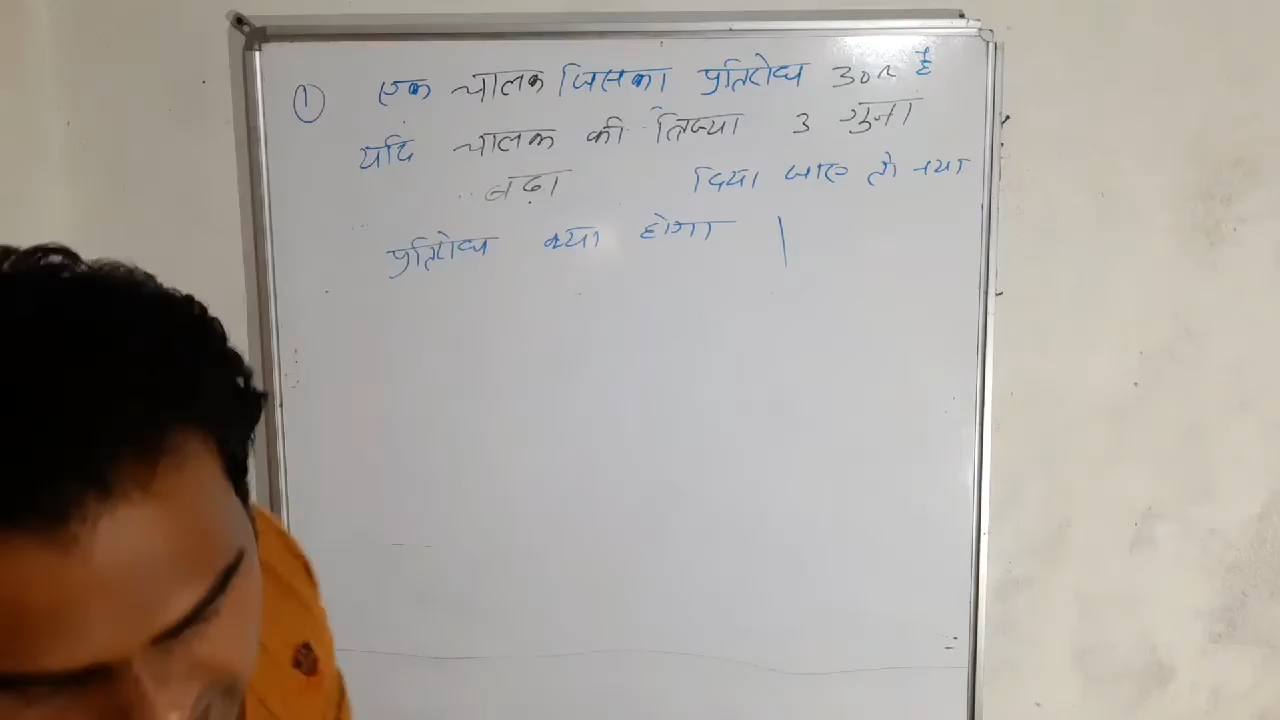 ① एक चालक जिसका प्रतिरोध 30Ω है
यदि चालक की त्रिज्या 3 गुना
बढ़ा दिया जाए तो नया
प्रतिरोध क्या होगा |